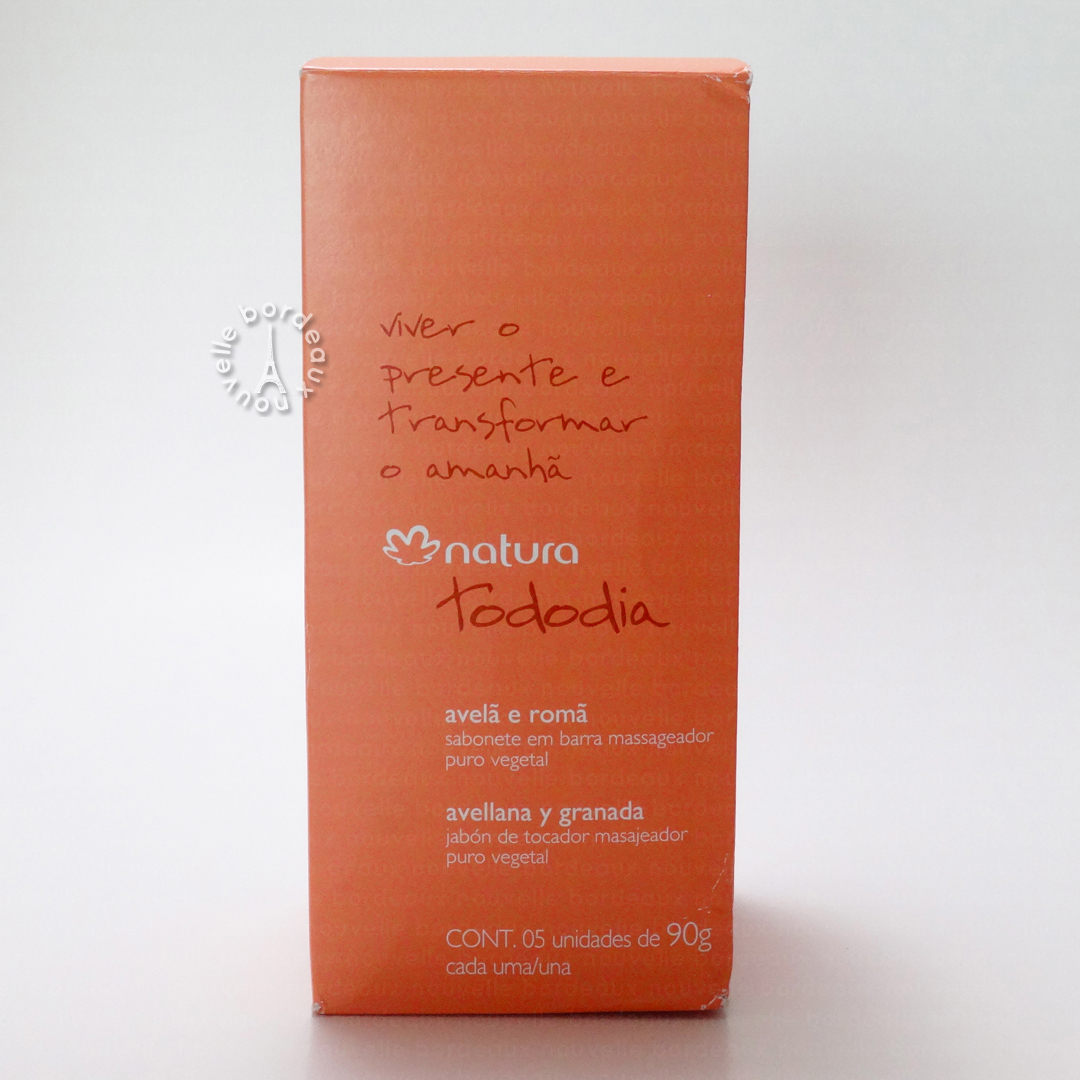 nouvelle bordeaux
viver o
presente e
transformar
o amanhã
natura
Tododia
avelã e romã
sabonete em barra massageador
puro vegetal
avellana y granada
jabón de tocador masajeador
puro vegetal
CONT. 05 unidades de 90g
cada uma/una